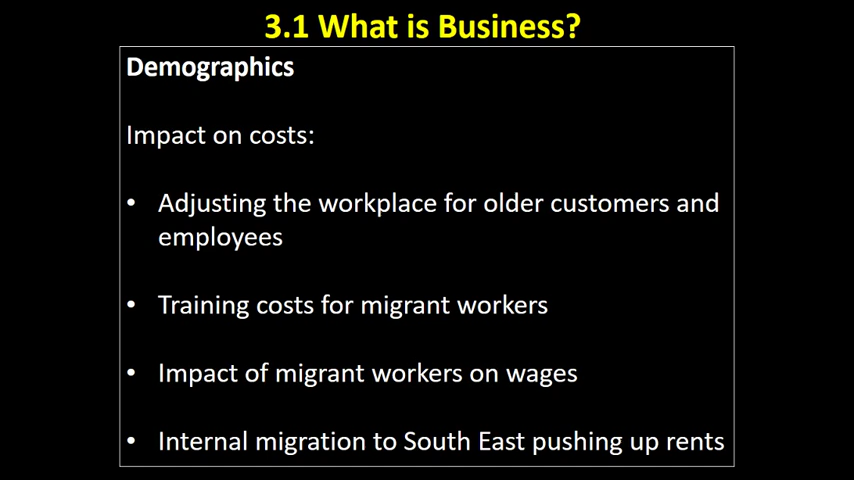 3.1 What is Business?
Demographics
Impact on costs:
• Adjusting the workplace for older customers and
employees
• Training costs for migrant workers
• Impact of migrant workers on wages
• Internal migration to South East pushing up rents